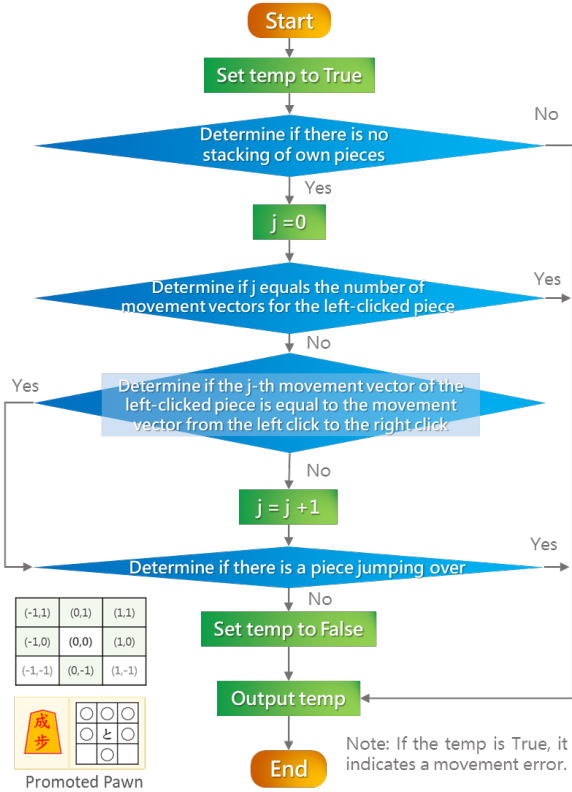 Start
Set temp to True
Determine if there is no
stacking of own pieces
No
Yes
j =0
Determine if j equals the number of
movement vectors for the left-clicked piece
Yes
No
Determine if the j-th movement vector of the
left-clicked piece is equal to the movement
vector from the left click to the right click
Yes
No
j = j +1
Determine if there is a piece jumping over
Yes
No
Set temp to False
Output temp
End
(-1,1) (0,1) (1,1)
(-1,0) (0,0) (1,0)
(-1,-1) (0,-1) (1,-1)
成
步
と
Promoted Pawn
Note: If the temp is True, it
indicates a movement error.